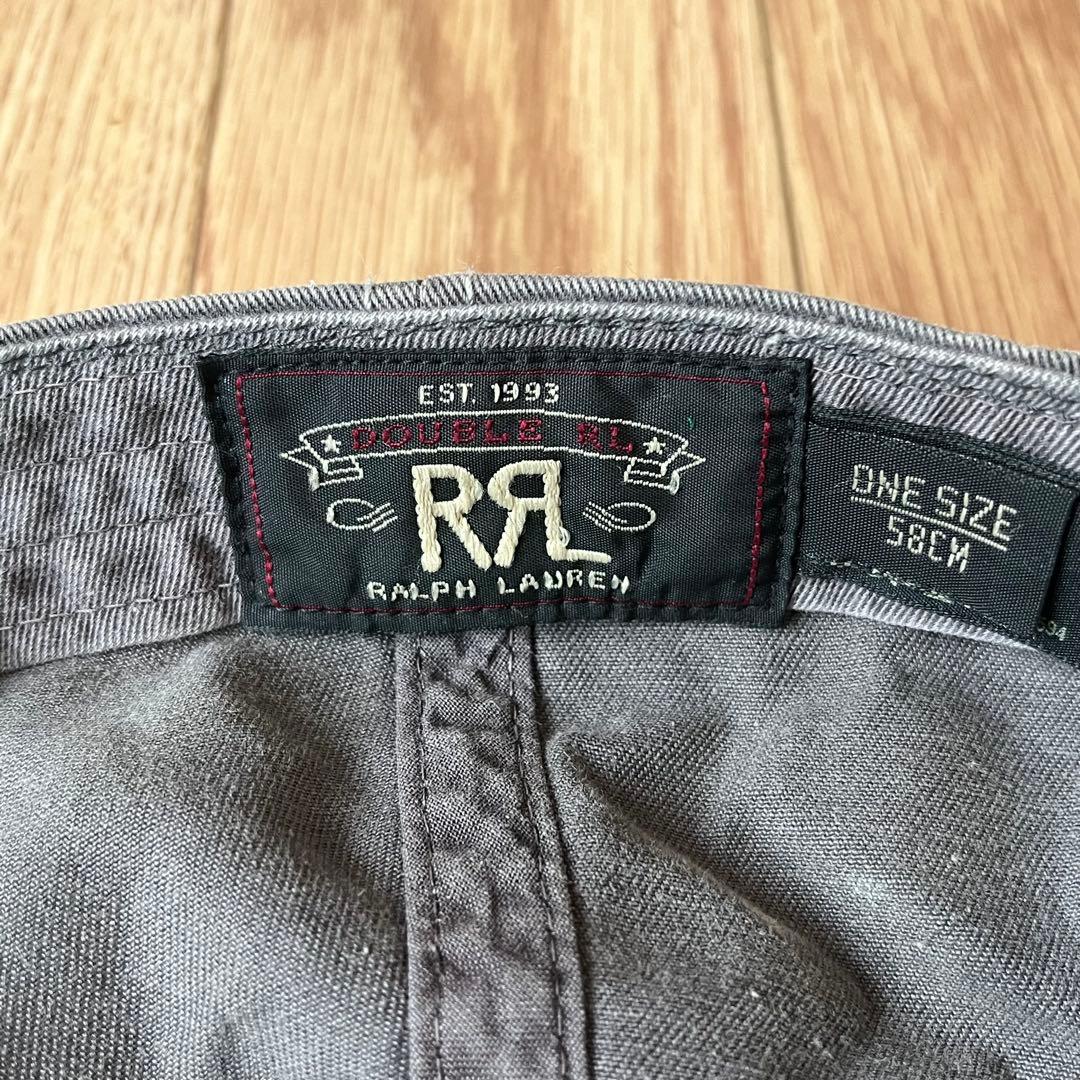 EST. 1993
DOUBLE RL
RRL
RALPH LAUREN
ONE SIZE
58CM